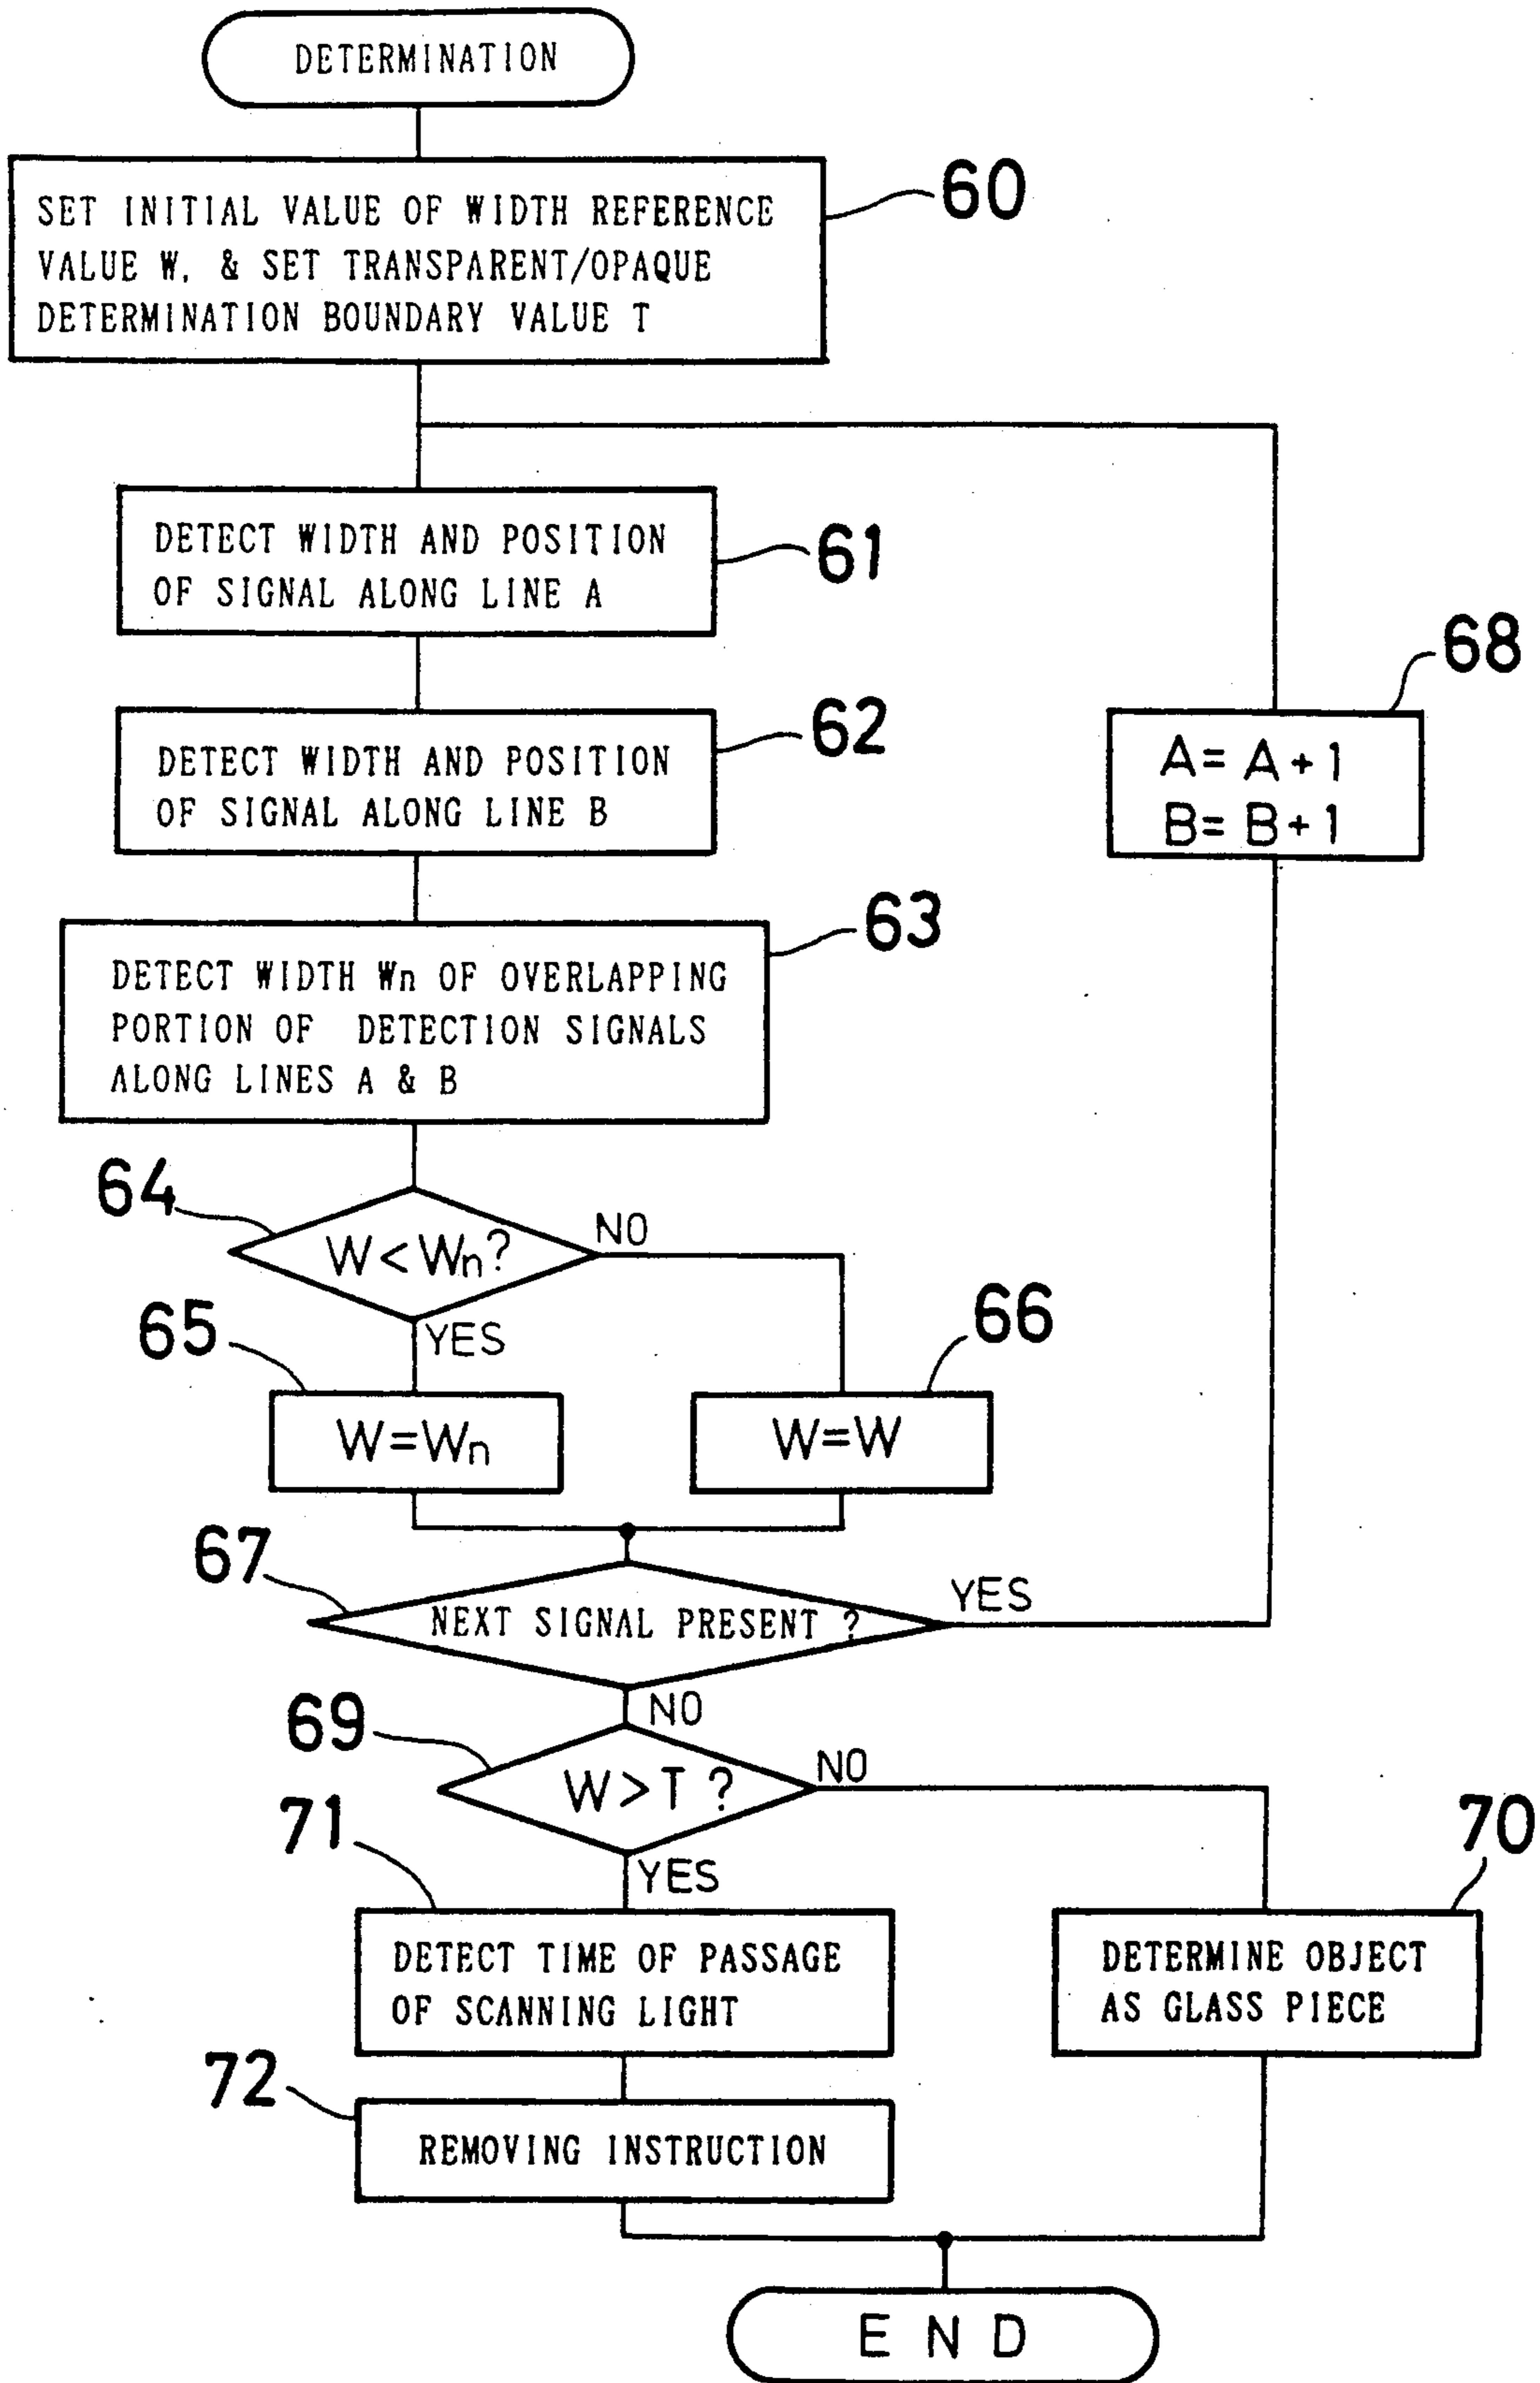 DETERMINATION
60
SET INITIAL VALUE OF WIDTH REFERENCE
VALUE W, & SET TRANSPARENT/OPAQUE
DETERMINATION BOUNDARY VALUE T
61
DETECT WIDTH AND POSITION
OF SIGNAL ALONG LINE A
62
DETECT WIDTH AND POSITION
OF SIGNAL ALONG LINE B
68
A=A+1
B=B+1
63
DETECT WIDTH Wn OF OVERLAPPING
PORTION OF DETECTION SIGNALS
ALONG LINES A & B
64
W<Wn?
NO
YES
65
W=Wn
66
W=W
67
NEXT SIGNAL PRESENT ?
YES
NO
69
W>T ?
NO
YES
71
DETECT TIME OF PASSAGE
OF SCANNING LIGHT
70
DETERMINE OBJECT
AS GLASS PIECE
72
REMOVING INSTRUCTION
END